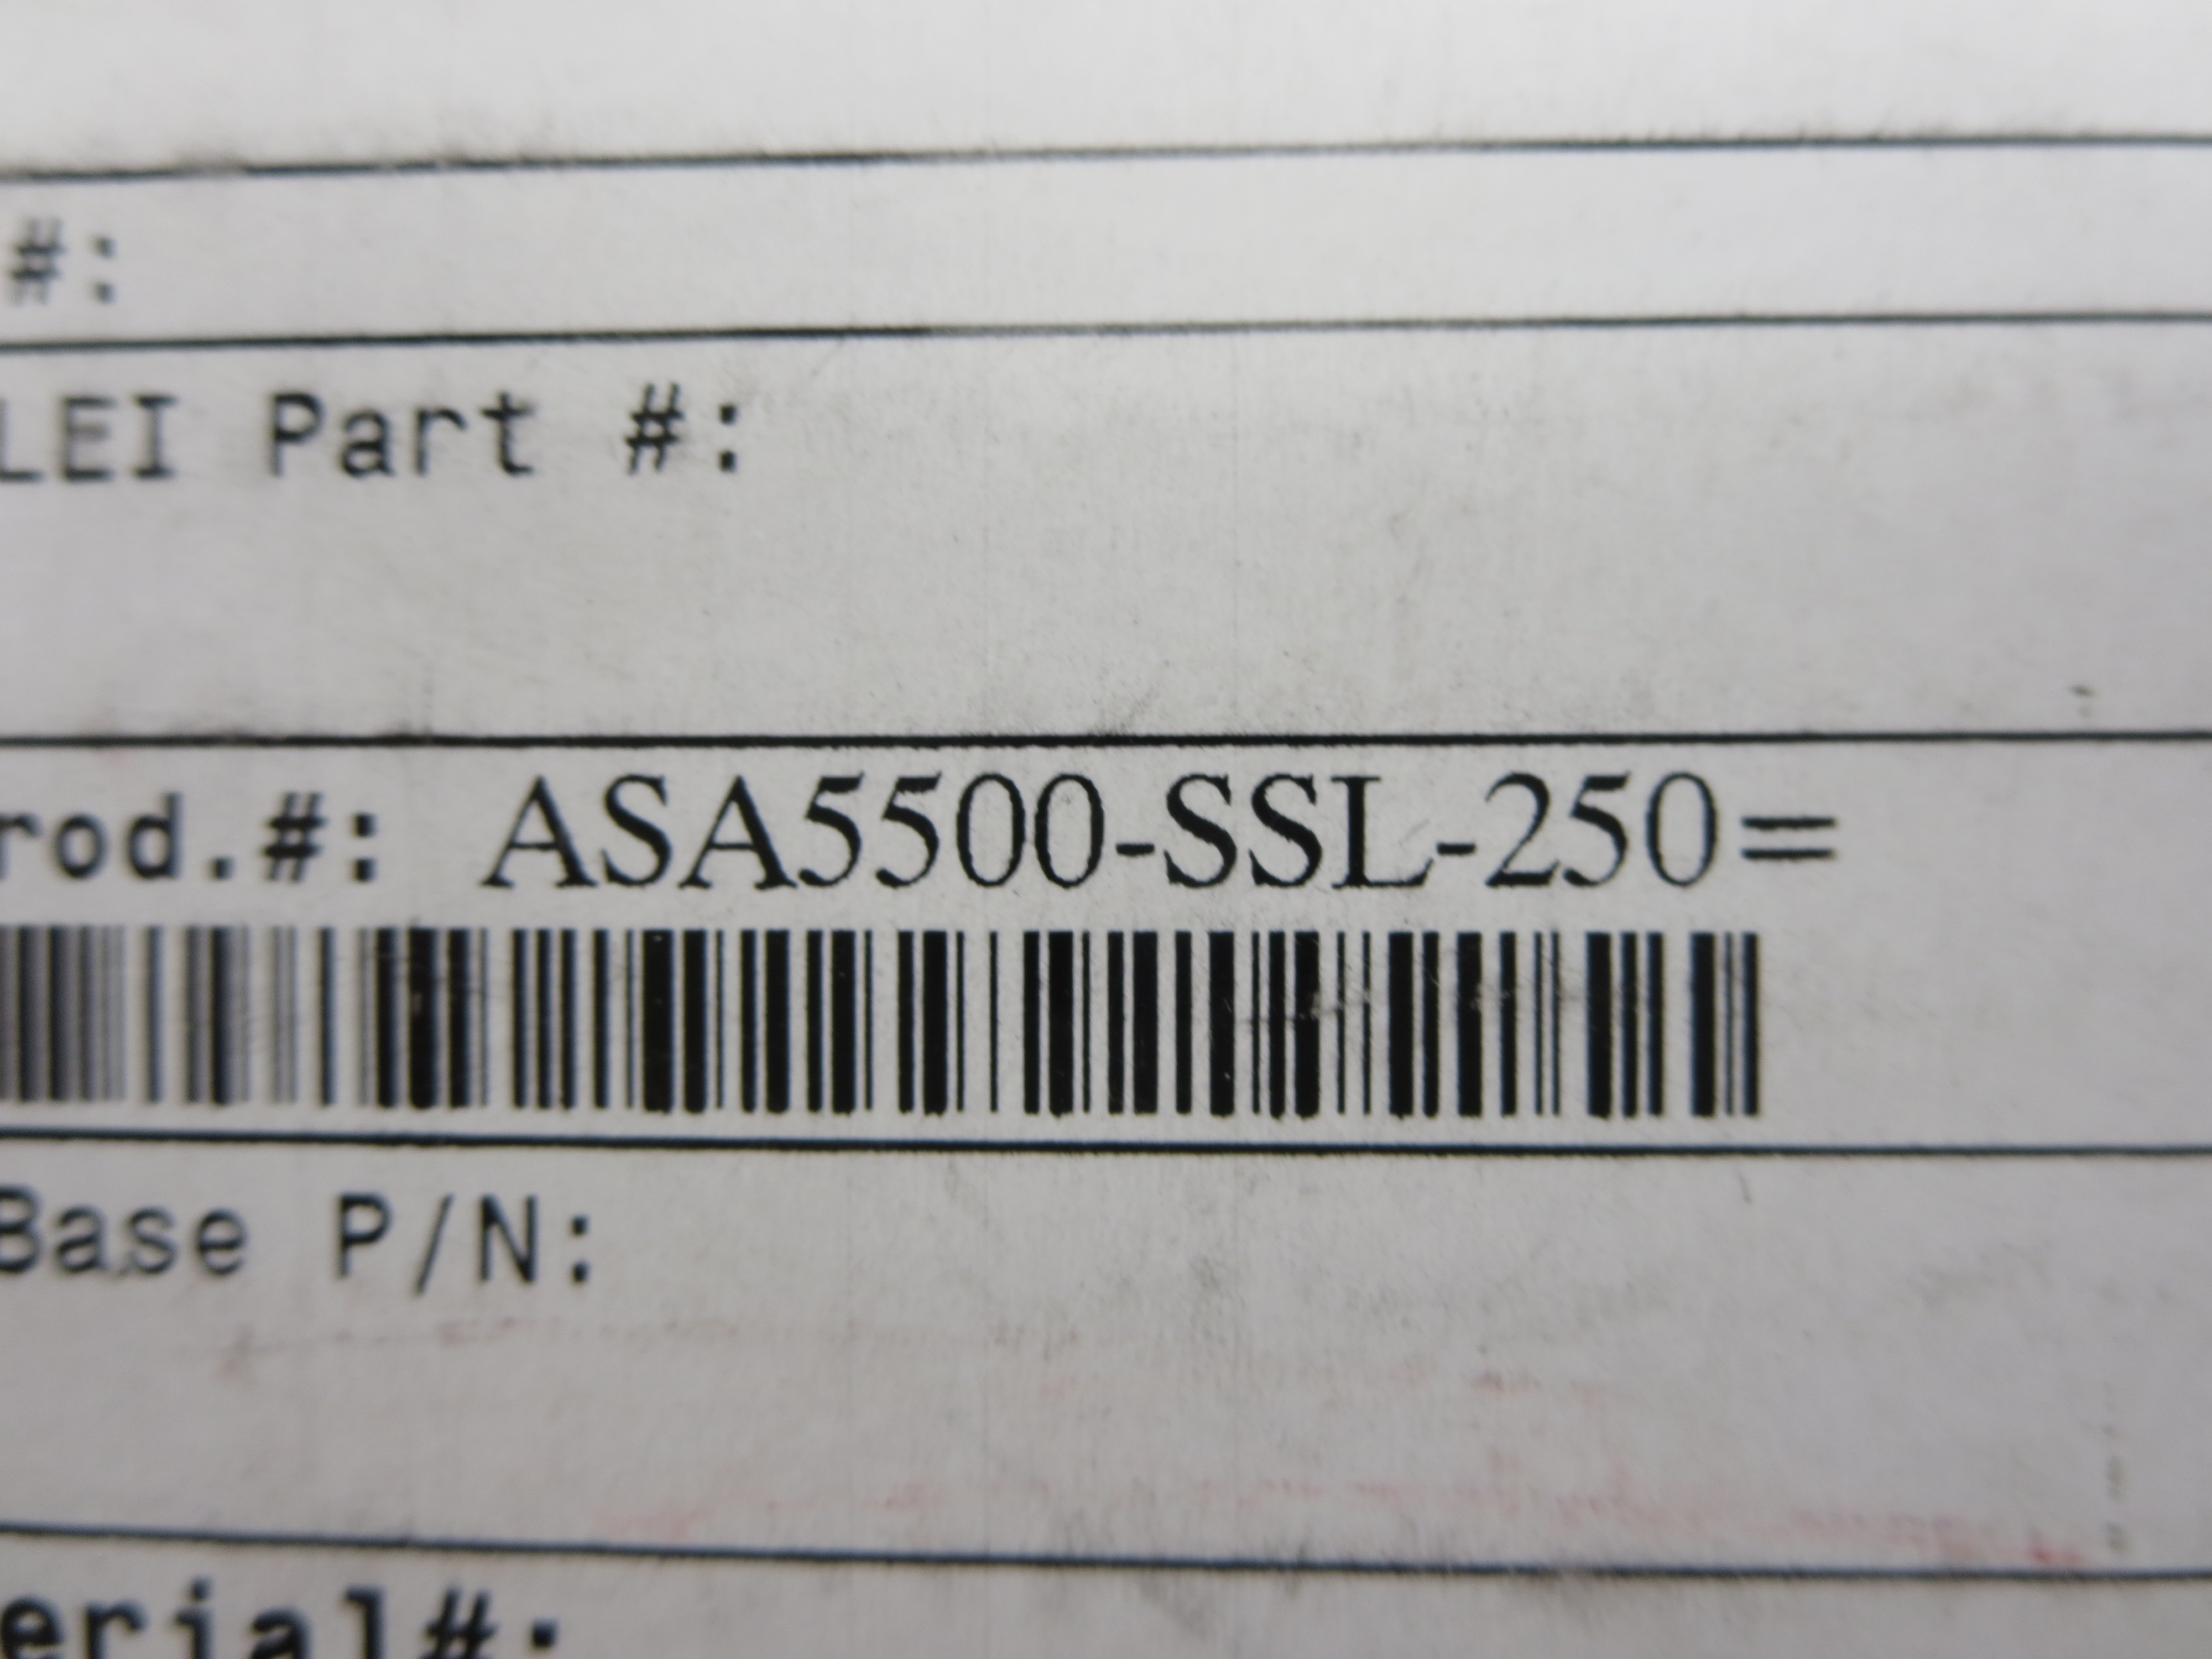 #:
LEI Part #:
rod.#: ASA5500-SSL-250=
Base P/N:
erial#: